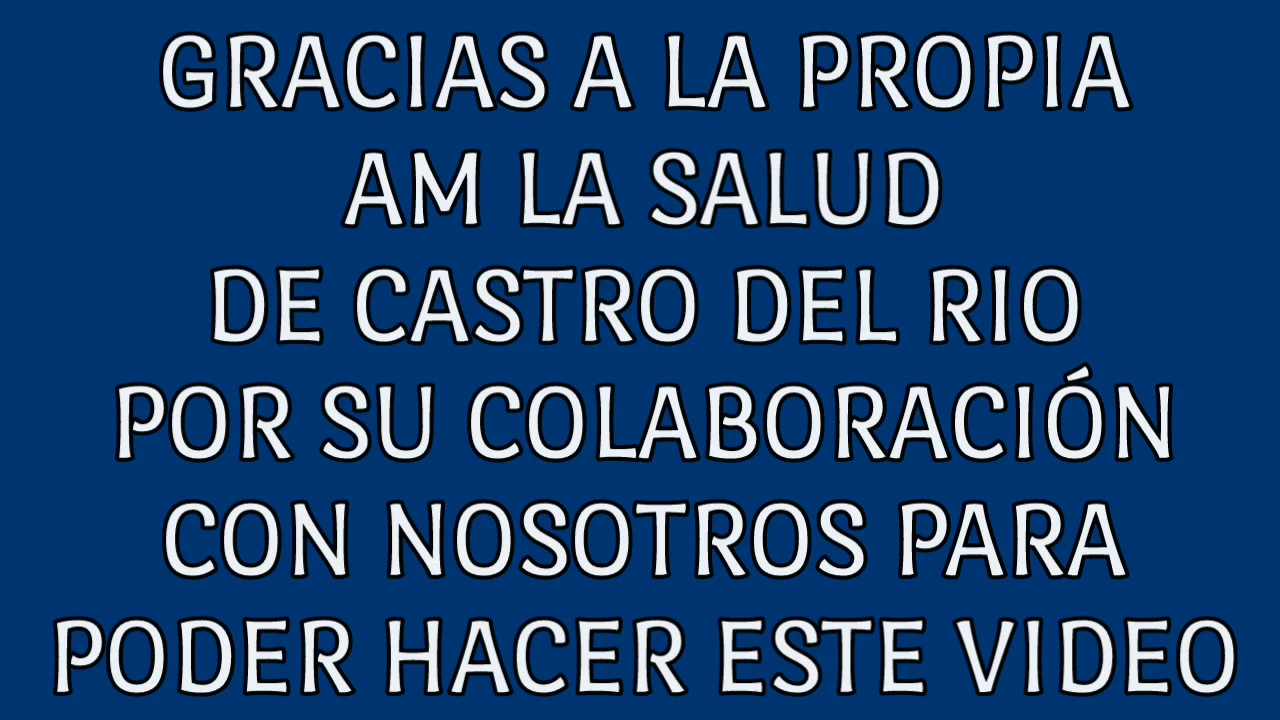 GRACIAS A LA PROPIA
AM LA SALUD
DE CASTRO DEL RIO
POR SU COLABORACIÓN
CON NOSOTROS PARA
PODER HACER ESTE VIDEO